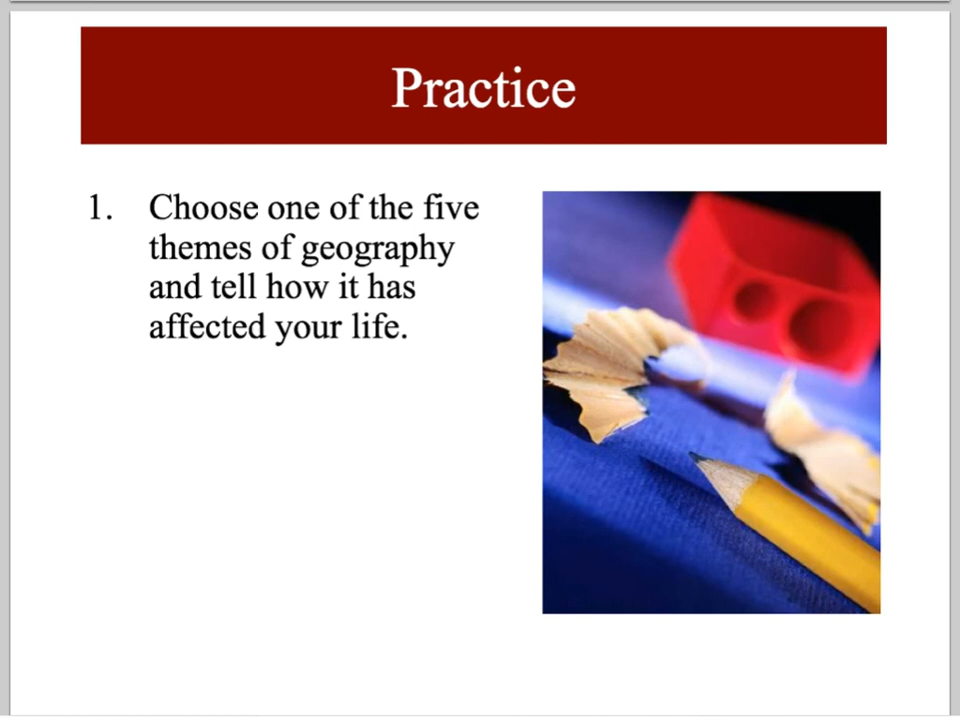 Practice
1. Choose one of the five
themes of geography
and tell how it has
affected your life.